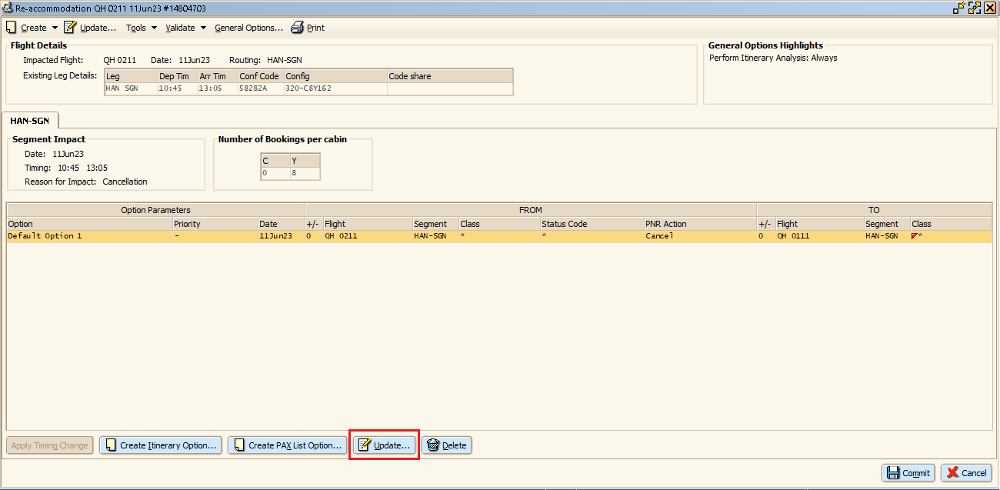 Re-accommodation QH 0211 11Jun23 #14804703
Create Update... Tools Validate General Options... Print
Flight Details
Impacted Flight: QH 0211 Date: 11Jun23 Routing: HAN-SGN
Existing Leg Details:
Leg Dep Tim Arr Tim Conf Code Config Code share
HAN SGN 10:45 13:05 58282A 320-C8Y162
General Options Highlights
Perform Itinerary Analysis: Always
HAN-SGN
Segment Impact
Date: 11Jun23
Timing: 10:45 13:05
Reason for Impact: Cancellation
Number of Bookings per cabin
C Y
0 8
Option Parameters FROM TO
Option Priority Date +/- Flight Segment Class Status Code PNR Action +/- Flight Segment Class
Default Option 1 - 11Jun23 0 QH 0211 HAN-SGN * * Cancel 0 QH 0111 HAN-SGN *
Apply Timing Change Create Itinerary Option... Create PAX List Option... Update... Delete
Commit Cancel